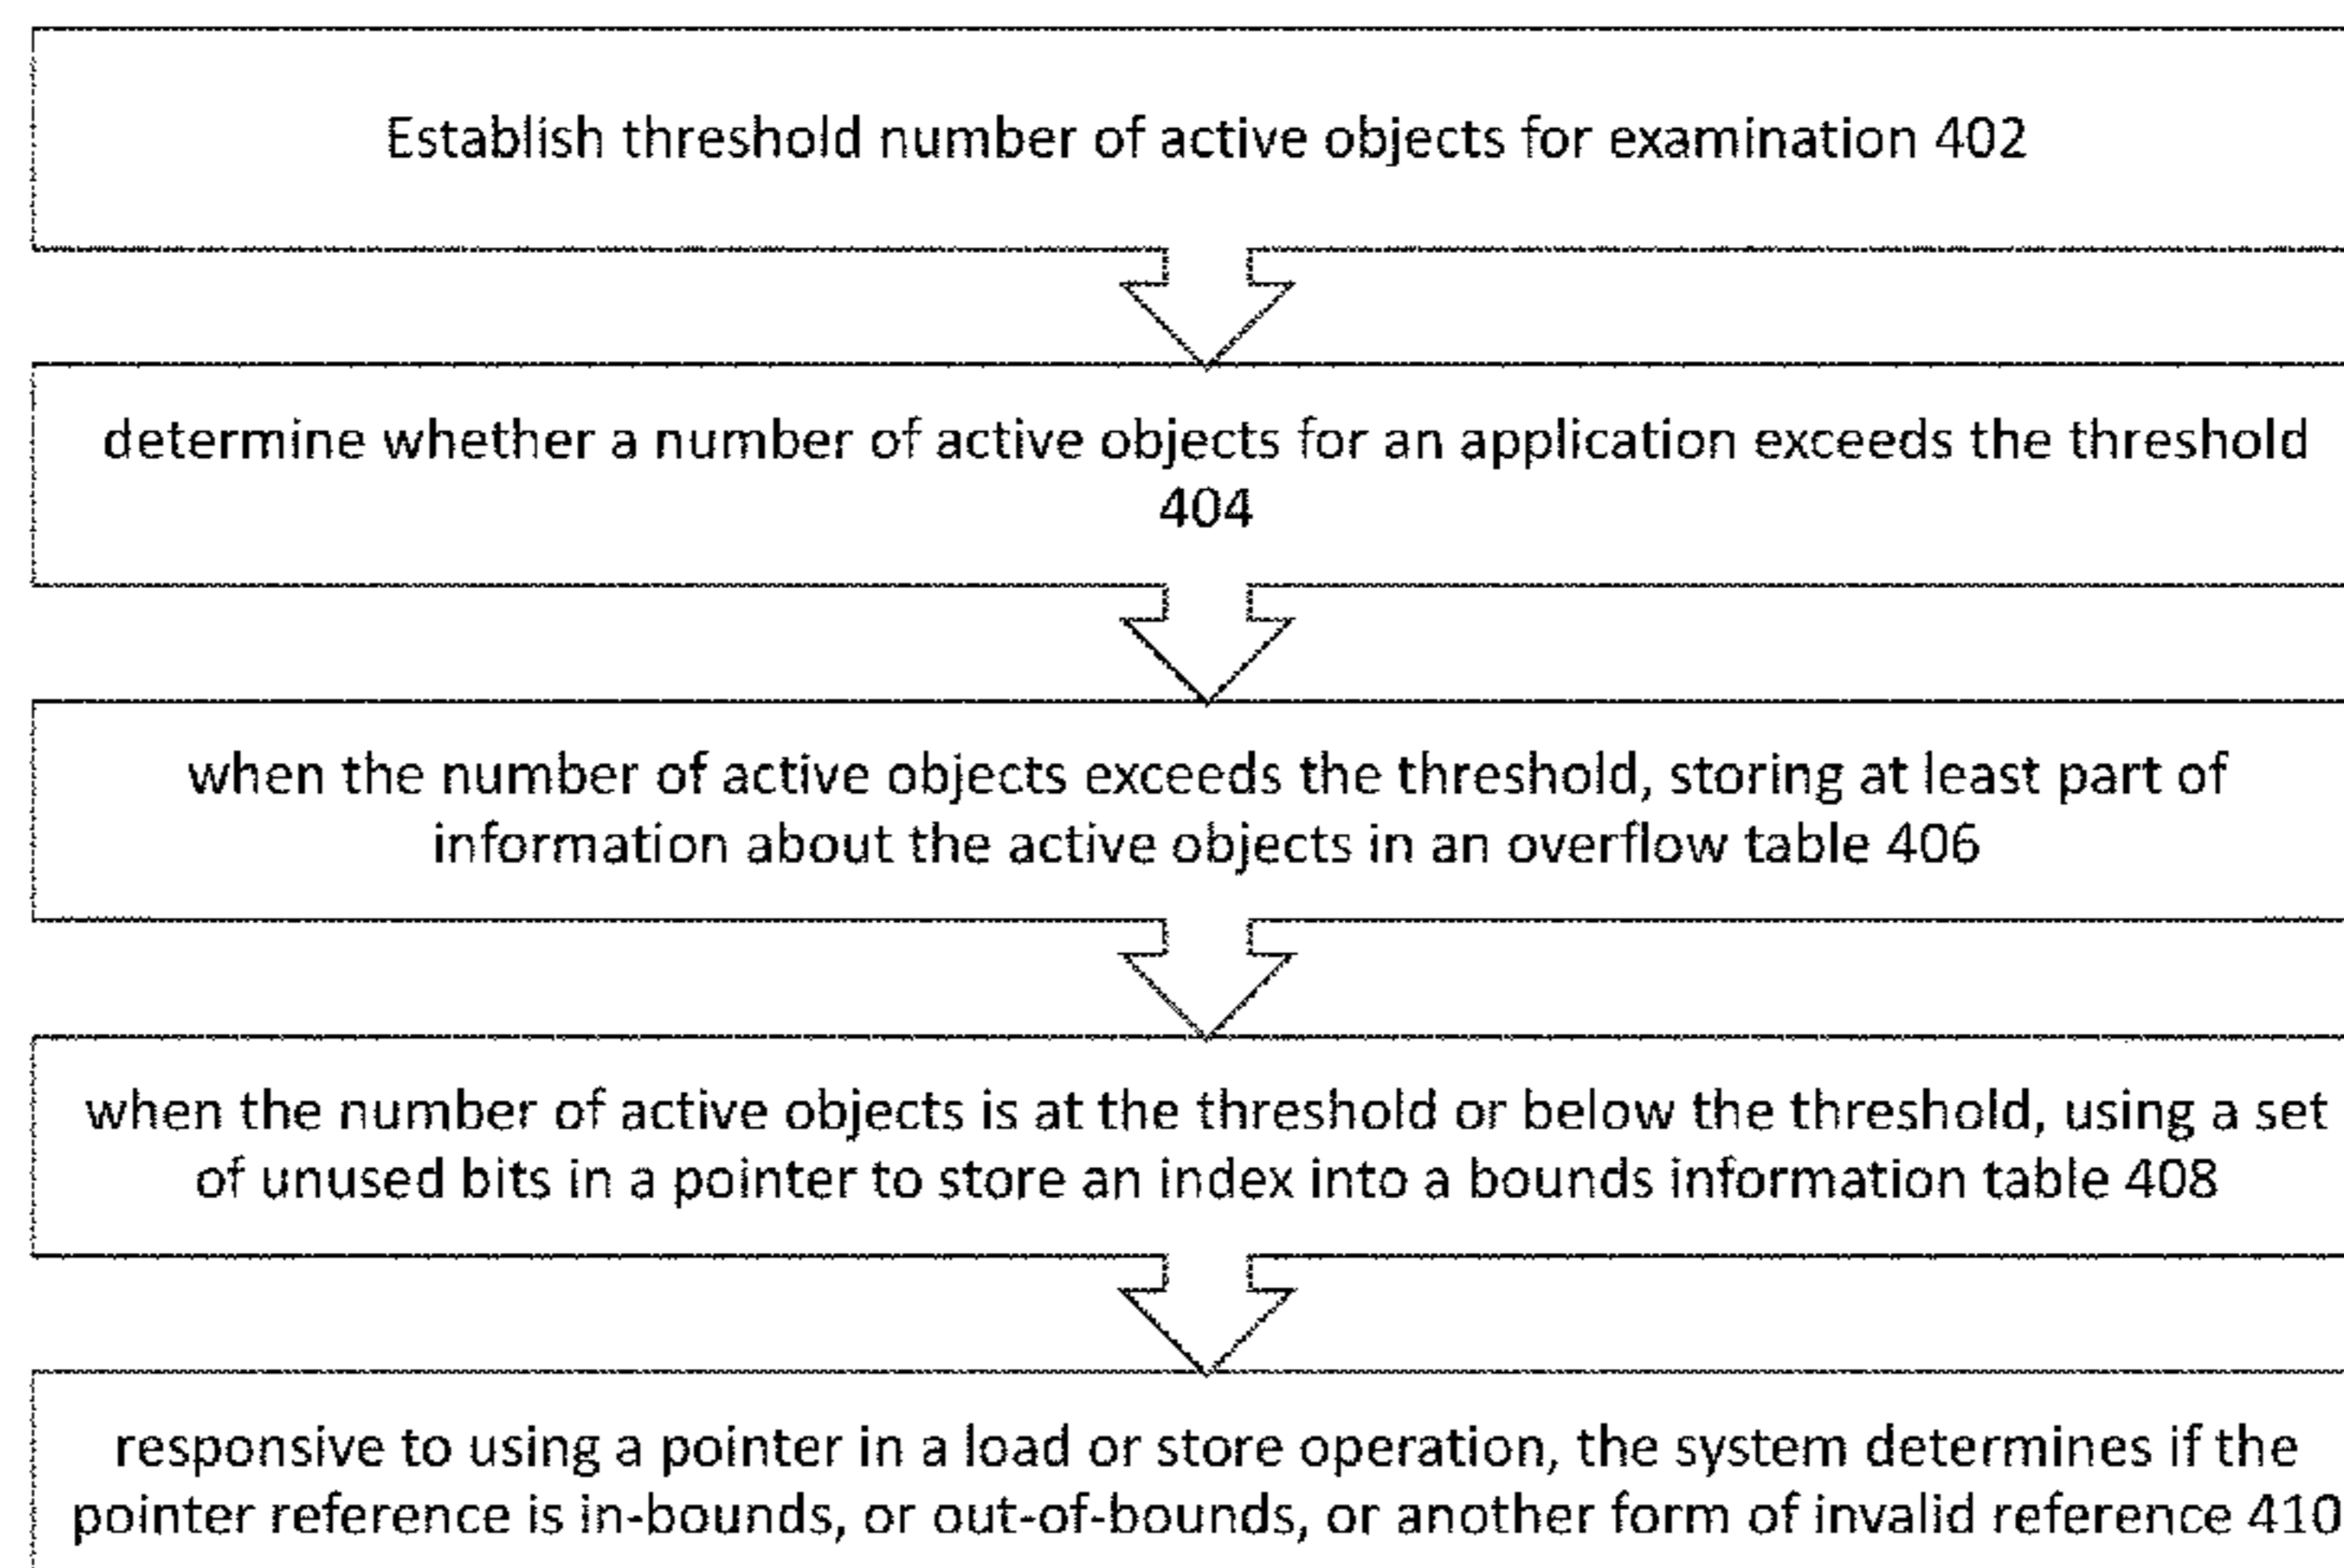 Establish threshold number of active objects for examination 402
determine whether a number of active objects for an application exceeds the threshold
404
when the number of active objects exceeds the threshold, storing at least part of
information about the active objects in an overflow table 406
when the number of active objects is at the threshold or below the threshold, using a set
of unused bits in a pointer to store an index into a bounds information table 408
responsive to using a pointer in a load or store operation, the system determines if the
pointer reference is in-bounds, or out-of-bounds, or another form of invalid reference 410